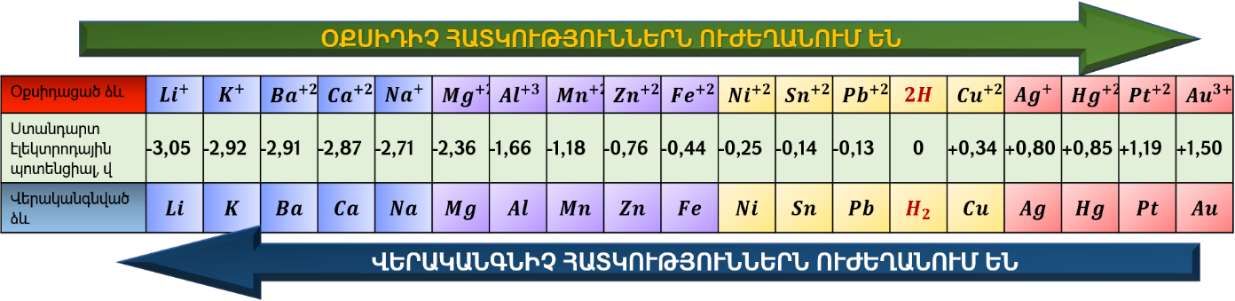 ՕՔՍԻԴԻՉ ՀԱՏԿՈՒԹՅՈՒՆՆԵՐՆ ՈՒԺԵՂԱՆՈՒՄ ԵՆ
Օքսիդացած ձև Li⁺ K⁺ Ba⁺² Ca⁺² Na⁺ Mg⁺² Al⁺³ Mn⁺² Zn⁺² Fe⁺² Ni⁺² Sn⁺² Pb⁺² 2H Cu⁺² Ag⁺ Hg⁺² Pt⁺² Au³⁺
Ստանդարտ
էլեկտրոդային -3,05 -2,92 -2,91 -2,87 -2,71 -2,36 -1,66 -1,18 -0,76 -0,44 -0,25 -0,14 -0,13 0 +0,34 +0,80 +0,85 +1,19 +1,50
պոտենցիալ, վ
Վերականգնված Li K Ba Ca Na Mg Al Mn Zn Fe Ni Sn Pb H₂ Cu Ag Hg Pt Au
ձև
ՎԵՐԱԿԱՆԳՆԻՉ ՀԱՏԿՈՒԹՅՈՒՆՆԵՐՆ ՈՒԺԵՂԱՆՈՒՄ ԵՆ